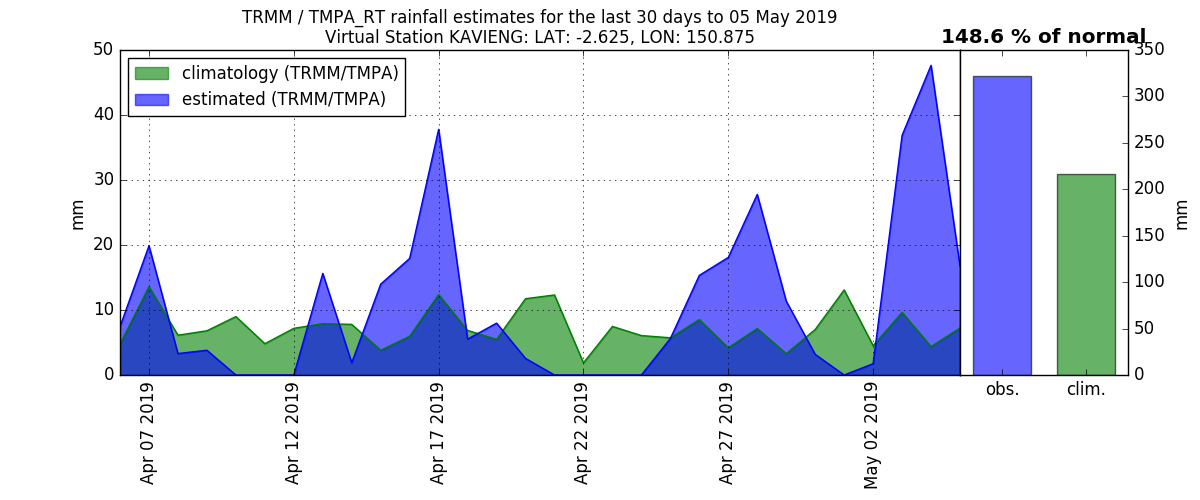 TRMM / TMPA_RT rainfall estimates for the last 30 days to 05 May 2019
Virtual Station KAVIENG: LAT: -2.625, LON: 150.875
148.6 % of normal
climatology (TRMM/TMPA)
estimated (TRMM/TMPA)
50
40
30
20
10
0
mm
Apr 07 2019
Apr 12 2019
Apr 17 2019
Apr 22 2019
Apr 27 2019
May 02 2019
obs.
clim.
350
300
250
200
150
100
50
0
mm